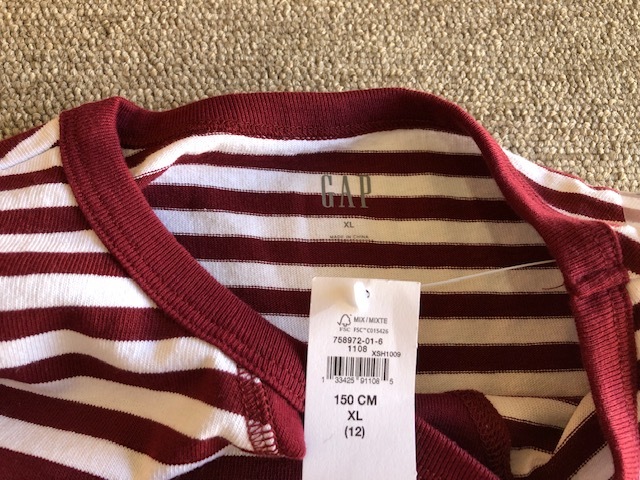 GAP
XL
MADE IN CHINA
MIX/MIXTE
FSC
FSC™ C015426
758972-01-6
1108 XSH1009
1 33425 91108 5
150 CM
XL
(12)